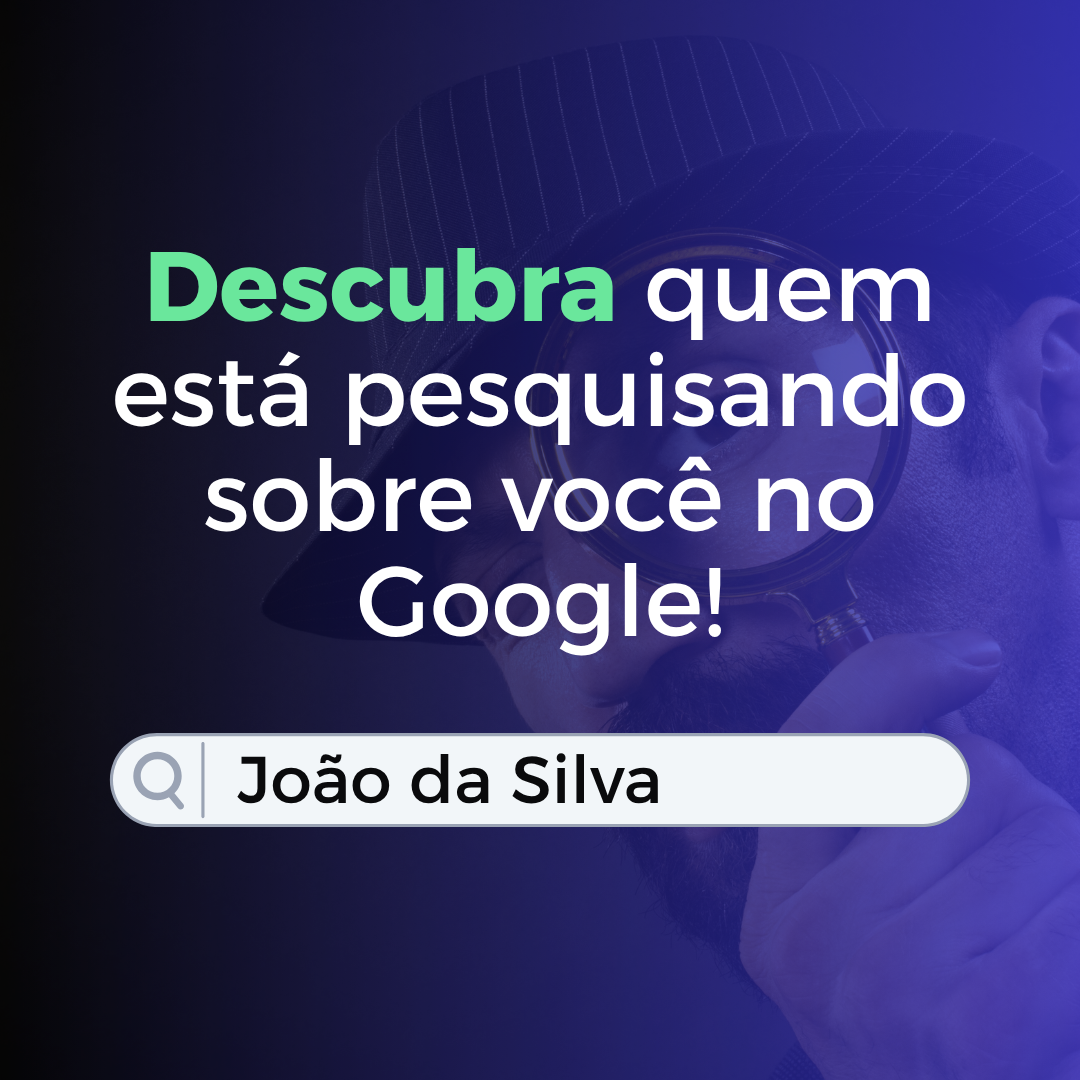 Descubra quem
está pesquisando
sobre você no
Google!
João da Silva